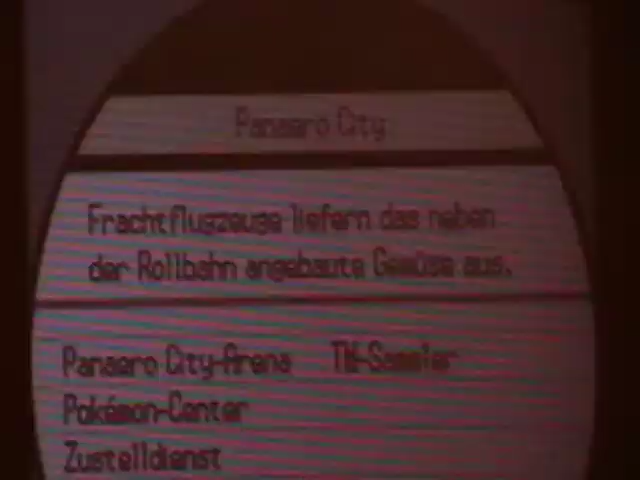 Panaero City
Frachtflugzeuge liefern das neben
der Rollbahn angebaute Gemüse aus.
Panaero City-Arena TM-Sammler
Pokémon-Center
Zustelldienst